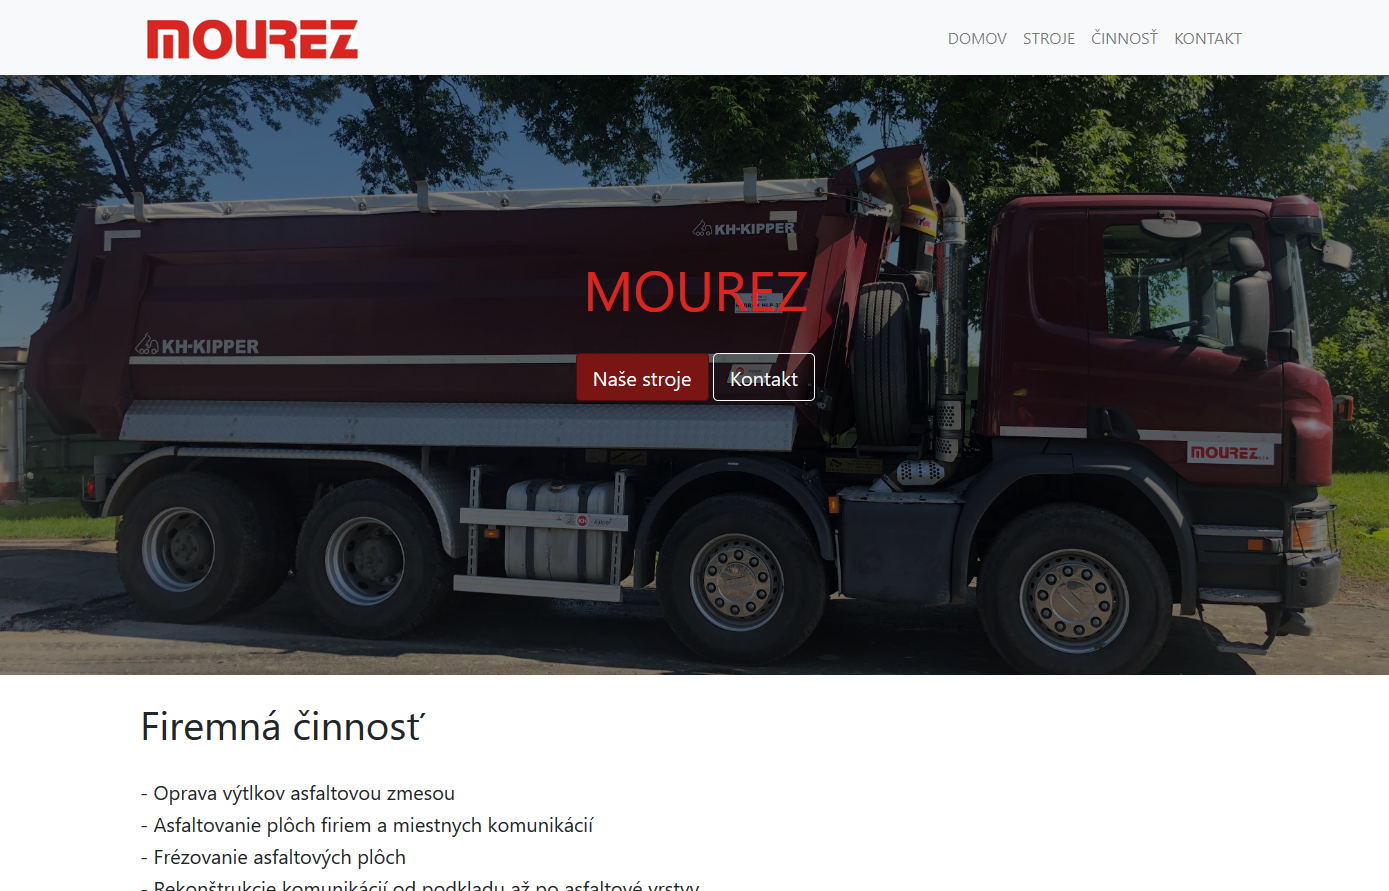 MOUREZ
DOMOV STROJE ČINNOSŤ KONTAKT
KH-KIPPER
MOUREZ
KH-KIPPER
Naše stroje Kontakt
MOUREZ
Firemná činnosť
- Oprava výtlkov asfaltovou zmesou
- Asfaltovanie plôch firiem a miestnych komunikácií
- Frézovanie asfaltových plôch
- Rekonštrukcie komunikácií od podkladu až po asfaltové vrstvy